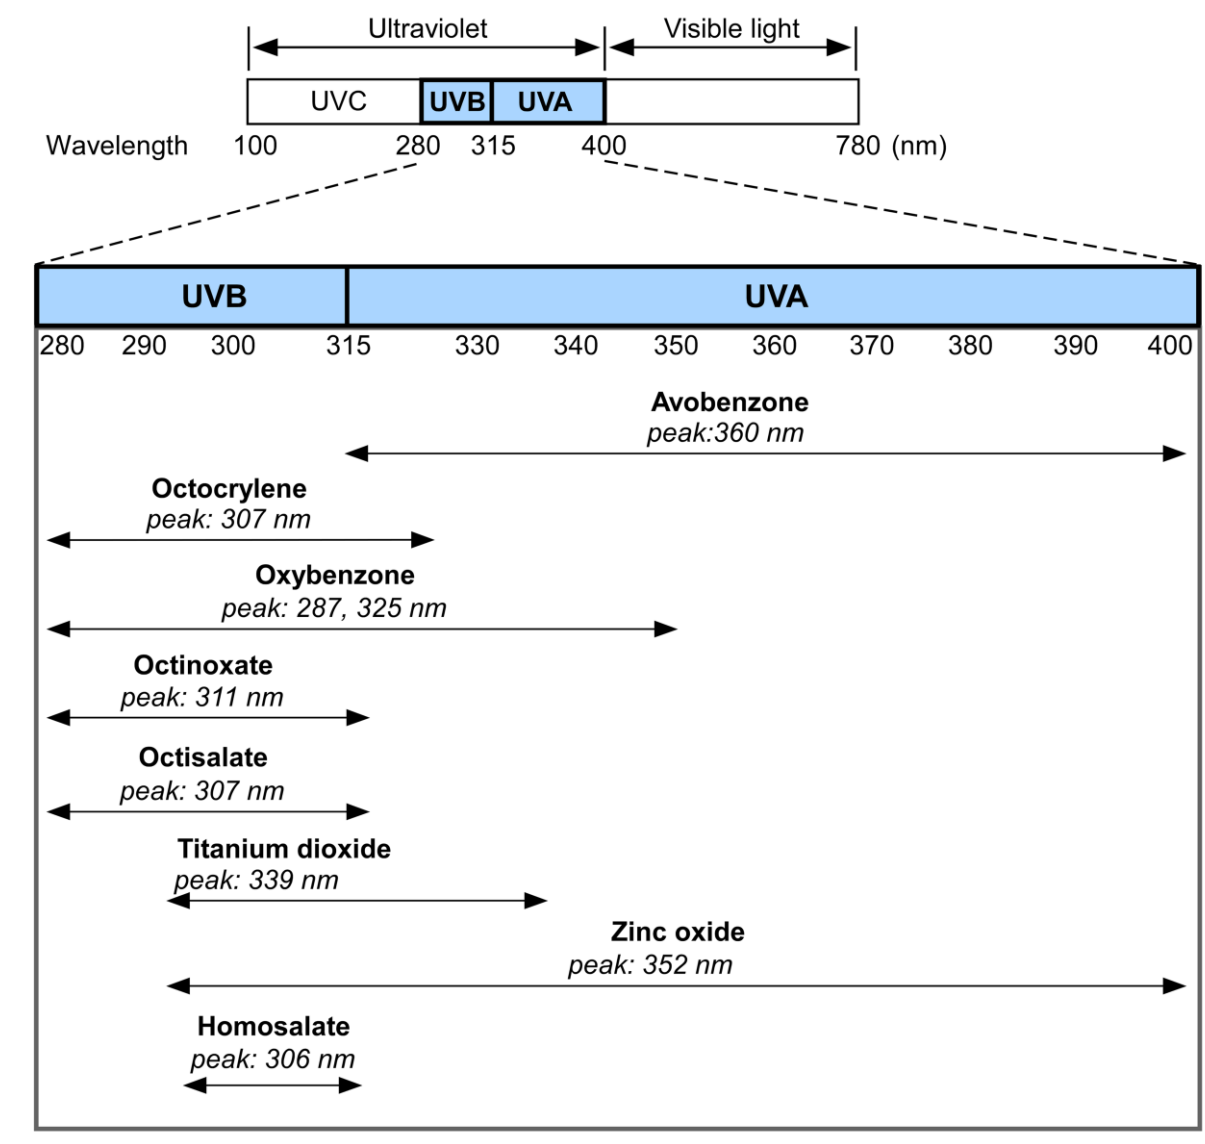 Ultraviolet Visible light
UVC UVB UVA
Wavelength 100 280 315 400 780 (nm)
UVB UVA
280 290 300 315 330 340 350 360 370 380 390 400
Avobenzone
peak:360 nm
Octocrylene
peak: 307 nm
Oxybenzone
peak: 287, 325 nm
Octinoxate
peak: 311 nm
Octisalate
peak: 307 nm
Titanium dioxide
peak: 339 nm
Zinc oxide
peak: 352 nm
Homosalate
peak: 306 nm